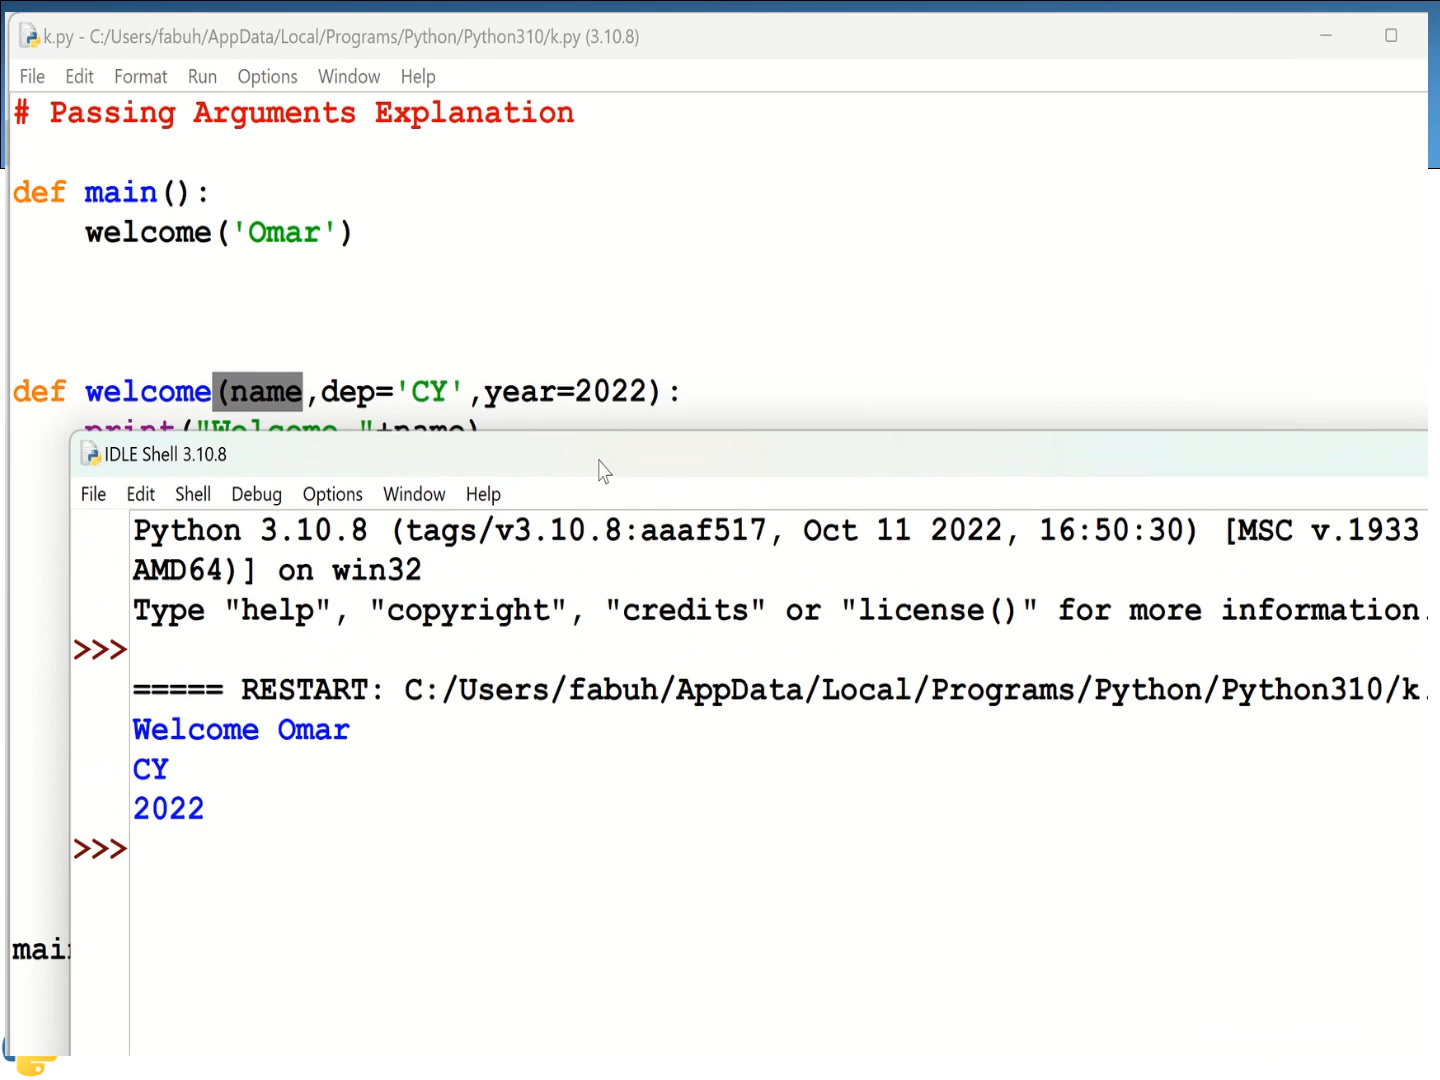 k.py - C:/Users/fabuh/AppData/Local/Programs/Python/Python310/k.py (3.10.8)
File Edit Format Run Options Window Help
# Passing Arguments Explanation
def main():
welcome('Omar')
def welcome(name,dep='CY',year=2022):
print("Welcome "+name)
IDLE Shell 3.10.8
File Edit Shell Debug Options Window Help
Python 3.10.8 (tags/v3.10.8:aaaf517, Oct 11 2022, 16:50:30) [MSC v.1933
AMD64)] on win32
Type "help", "copyright", "credits" or "license()" for more information.
>>>
===== RESTART: C:/Users/fabuh/AppData/Local/Programs/Python/Python310/k.
Welcome Omar
CY
2022
>>>